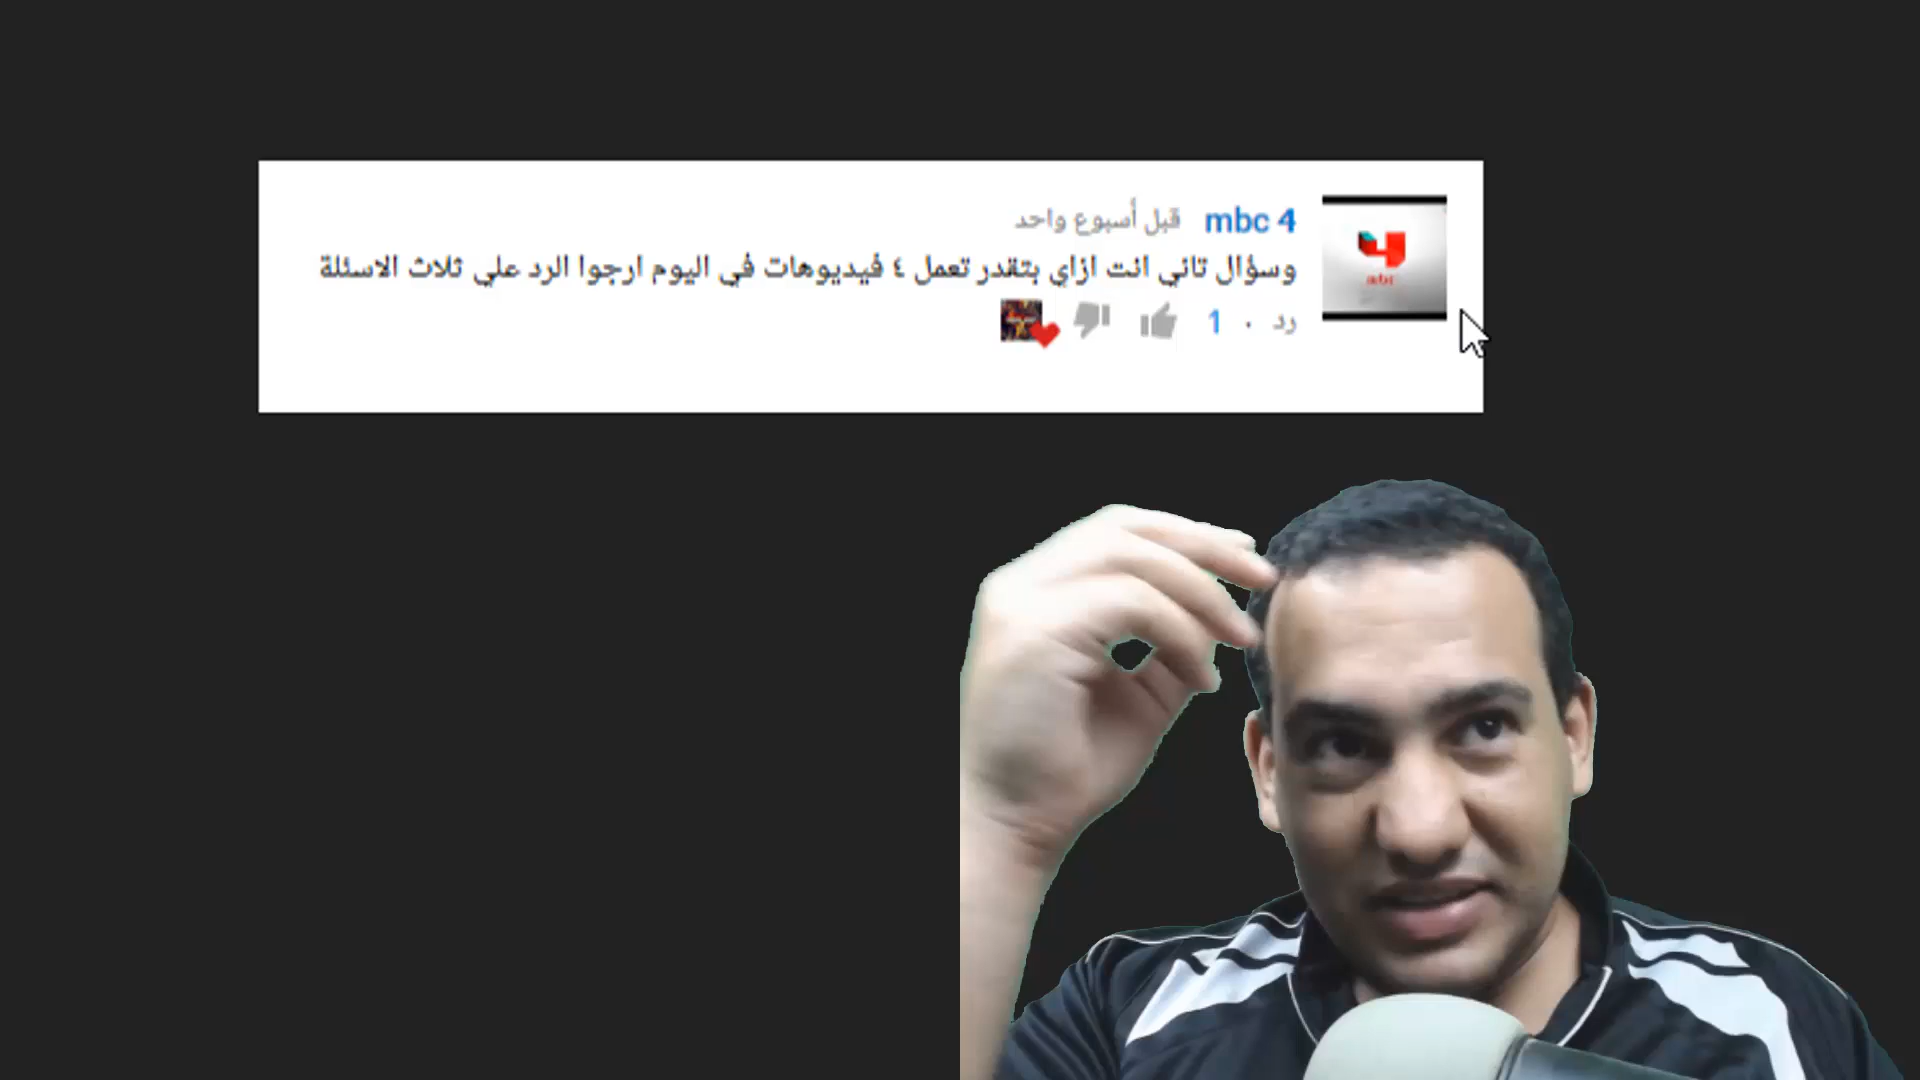 mbc 4 قبل أسبوع واحد
وسؤال تاني انت ازاي بتقدر تعمل ٤ فيديوهات في اليوم ارجوا الرد علي ثلاث الاسئلة
رد · 1
mbc